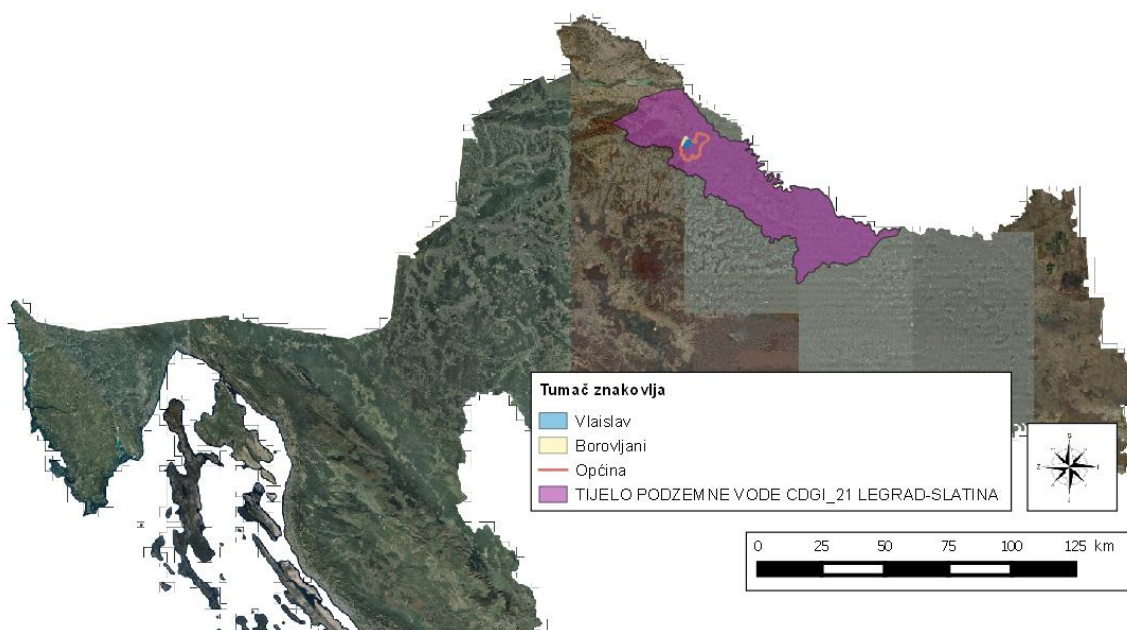 Tumač znakovlja
Vlaislav
Borovljani
Općina
TIJELO PODZEMNE VODE CDGI_21 LEGRAD-SLATINA
S
Z
I
J
0 25 50 75 100 125 km